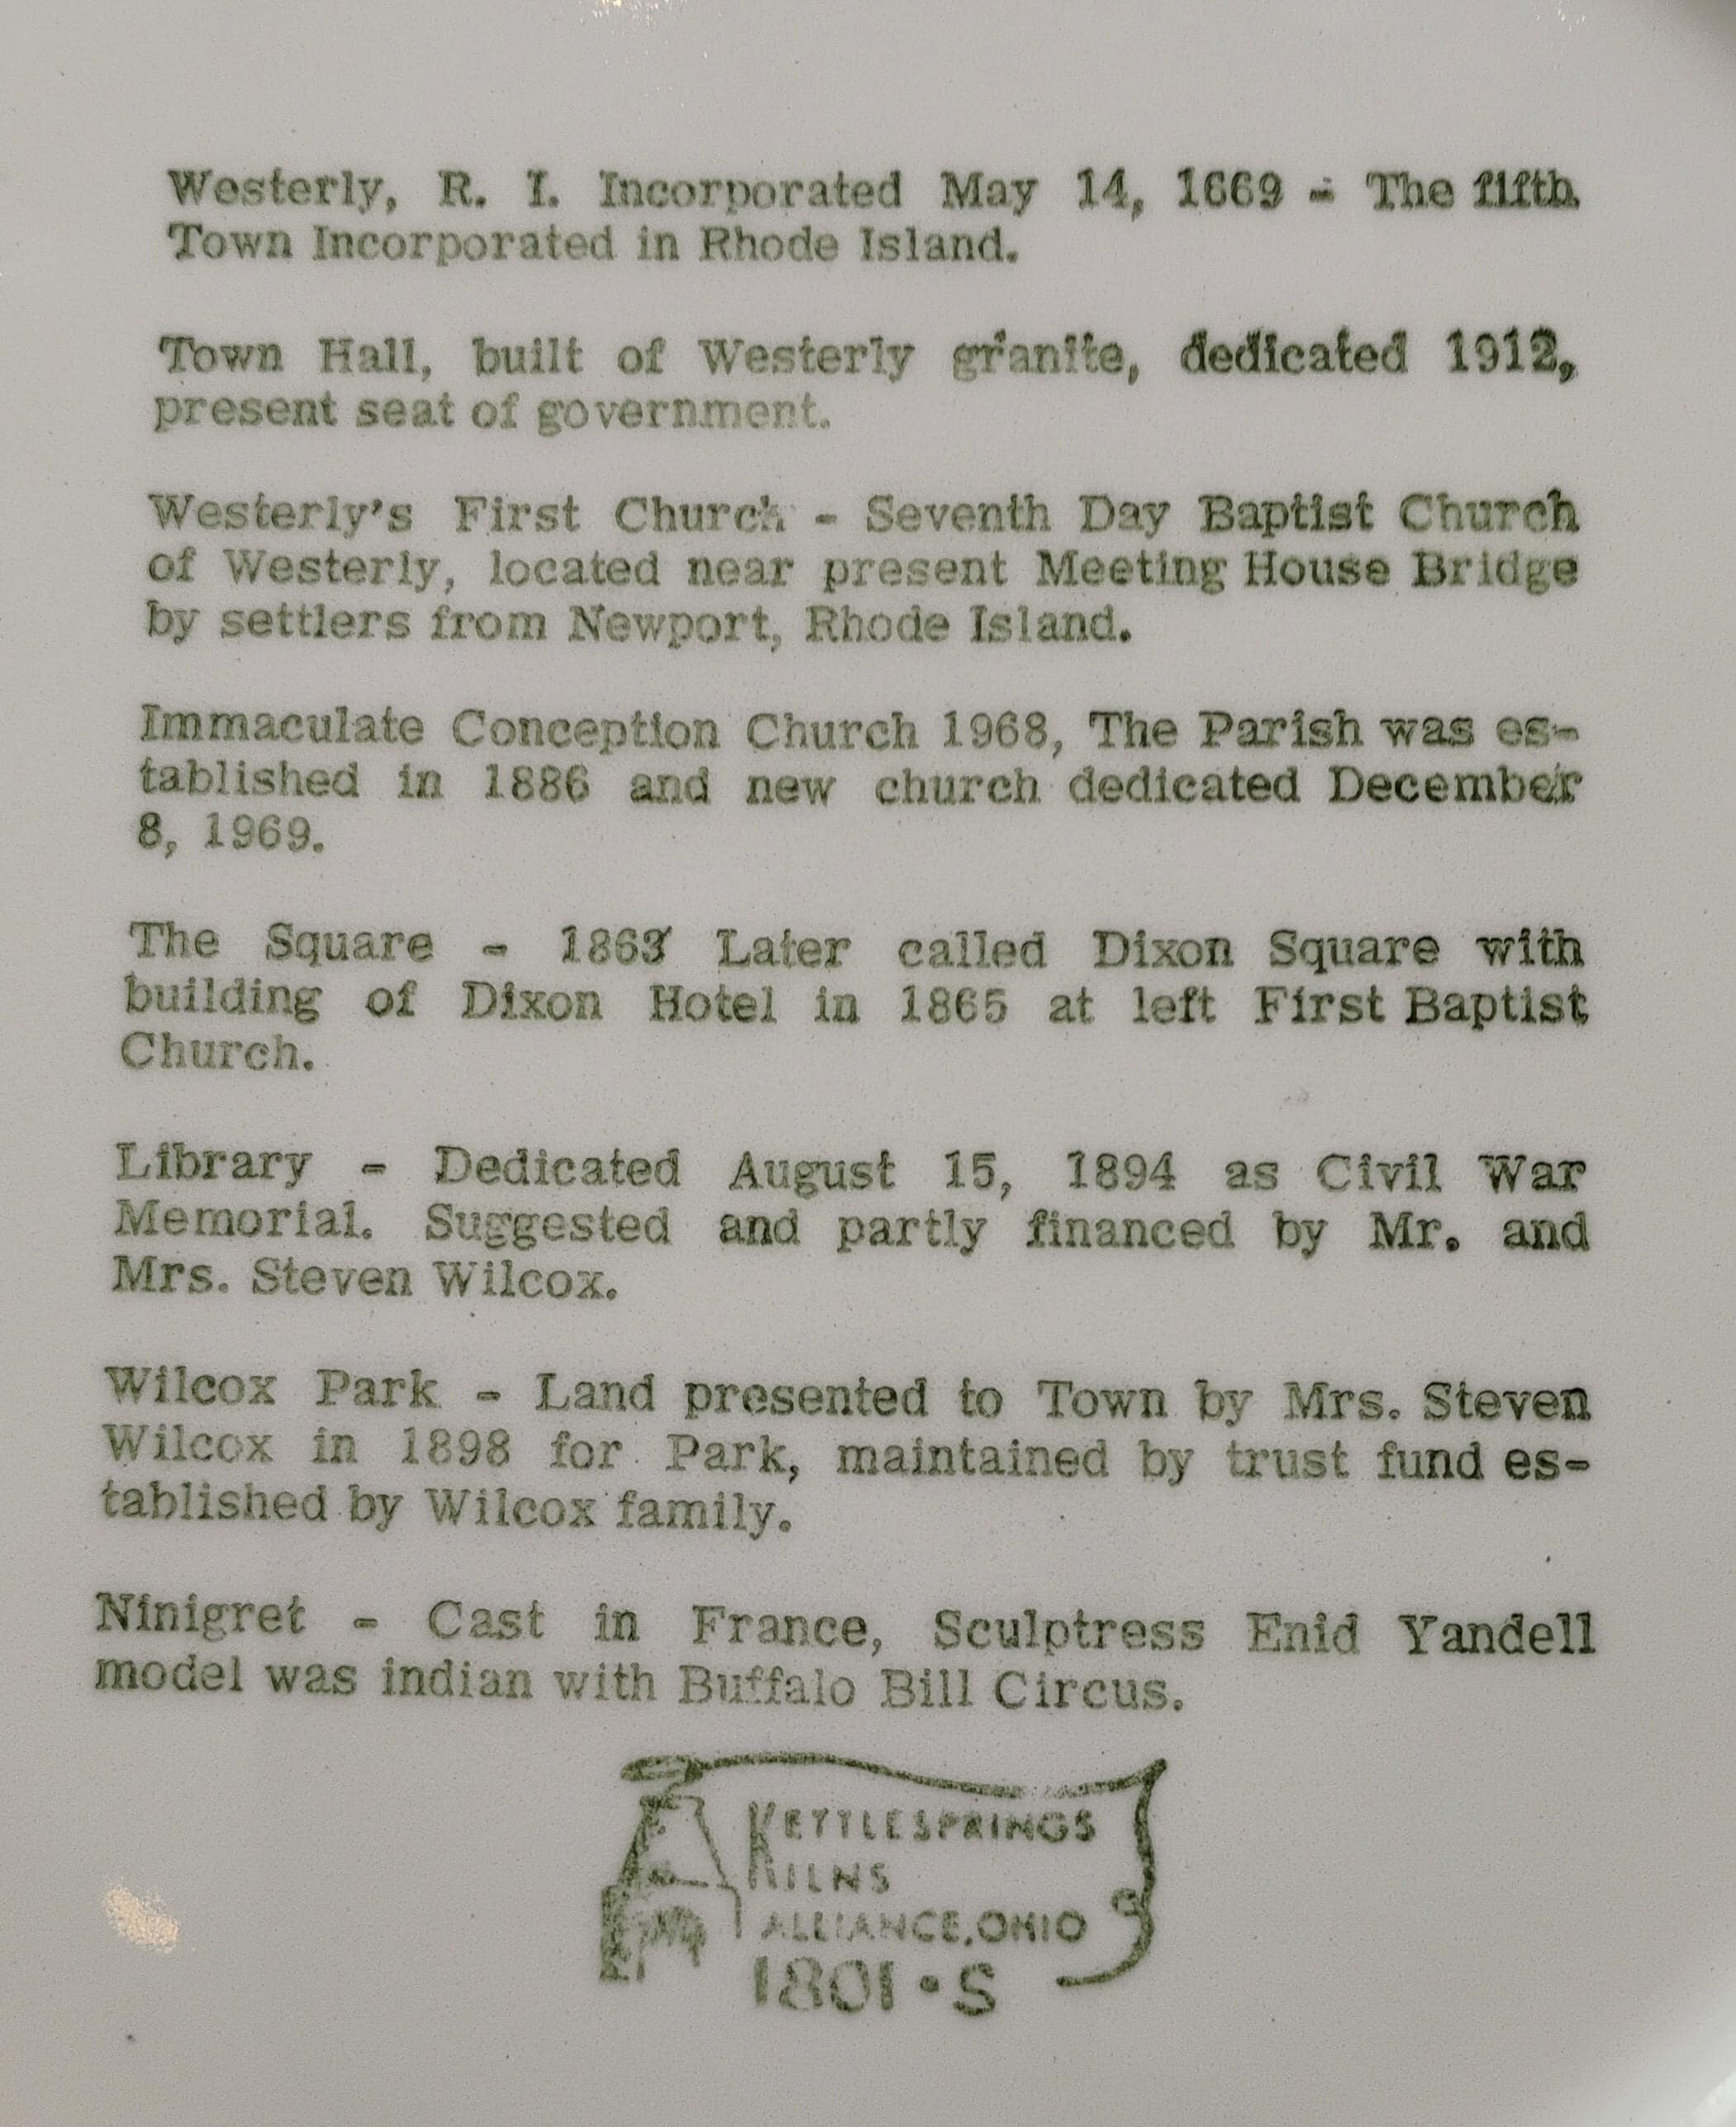 Westerly, R. I. Incorporated May 14, 1669 - The fifth
Town Incorporated in Rhode Island.
Town Hall, built of Westerly granite, dedicated 1912,
present seat of government.
Westerly's First Church - Seventh Day Baptist Church
of Westerly, located near present Meeting House Bridge
by settlers from Newport, Rhode Island.
Immaculate Conception Church 1968, The Parish was es-
tablished in 1886 and new church dedicated December
8, 1969.
The Square - 1863 Later called Dixon Square with
building of Dixon Hotel in 1865 at left First Baptist
Church.
Library - Dedicated August 15, 1894 as Civil War
Memorial. Suggested and partly financed by Mr. and
Mrs. Steven Wilcox.
Wilcox Park - Land presented to Town by Mrs. Steven
Wilcox in 1898 for Park, maintained by trust fund es-
tablished by Wilcox family.
Ninigret - Cast in France, Sculptress Enid Yandell
model was indian with Buffalo Bill Circus.
KETTLESPRINGS
KILNS
ALLIANCE, OHIO
1801·S